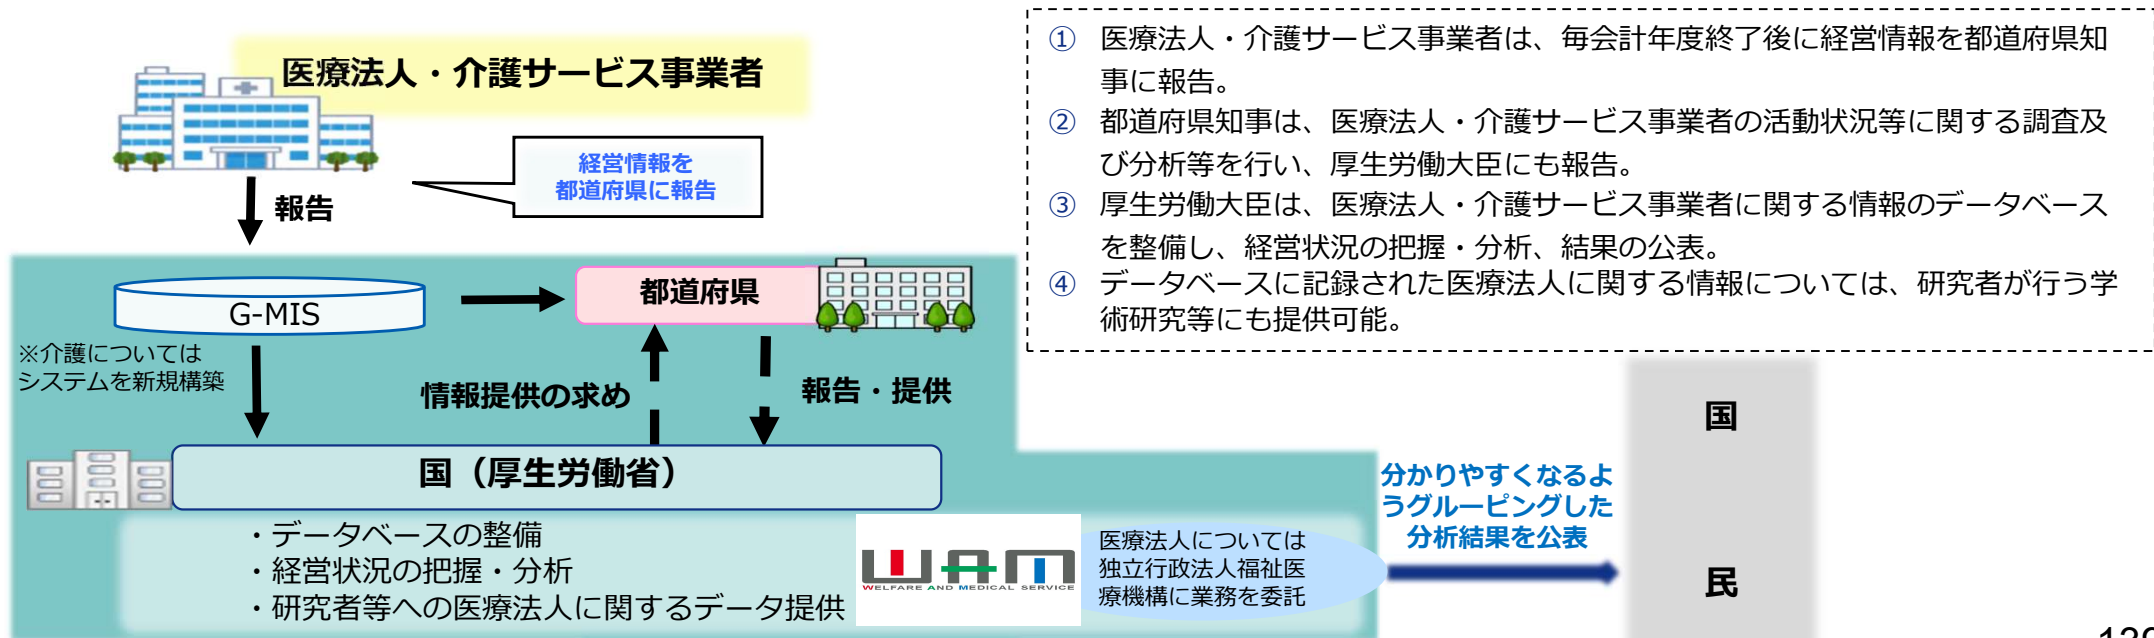 医療法人・介護サービス事業者
経営情報を
都道府県に報告
報告
G-MIS
都道府県
※介護については
システムを新規構築
情報提供の求め
報告・提供
国（厚生労働省）
・データベースの整備
・経営状況の把握・分析
・研究者等への医療法人に関するデータ提供
WAM
WELFARE AND MEDICAL SERVICE
医療法人については
独立行政法人福祉医
療機構に業務を委託
分かりやすくなるよ
うグルーピングした
分析結果を公表
国
民
① 医療法人・介護サービス事業者は、毎会計年度終了後に経営情報を都道府県知
事に報告。
② 都道府県知事は、医療法人・介護サービス事業者の活動状況等に関する調査及
び分析等を行い、厚生労働大臣にも報告。
③ 厚生労働大臣は、医療法人・介護サービス事業者に関する情報のデータベース
を整備し、経営状況の把握・分析、結果の公表。
④ データベースに記録された医療法人に関する情報については、研究者が行う学
術研究等にも提供可能。